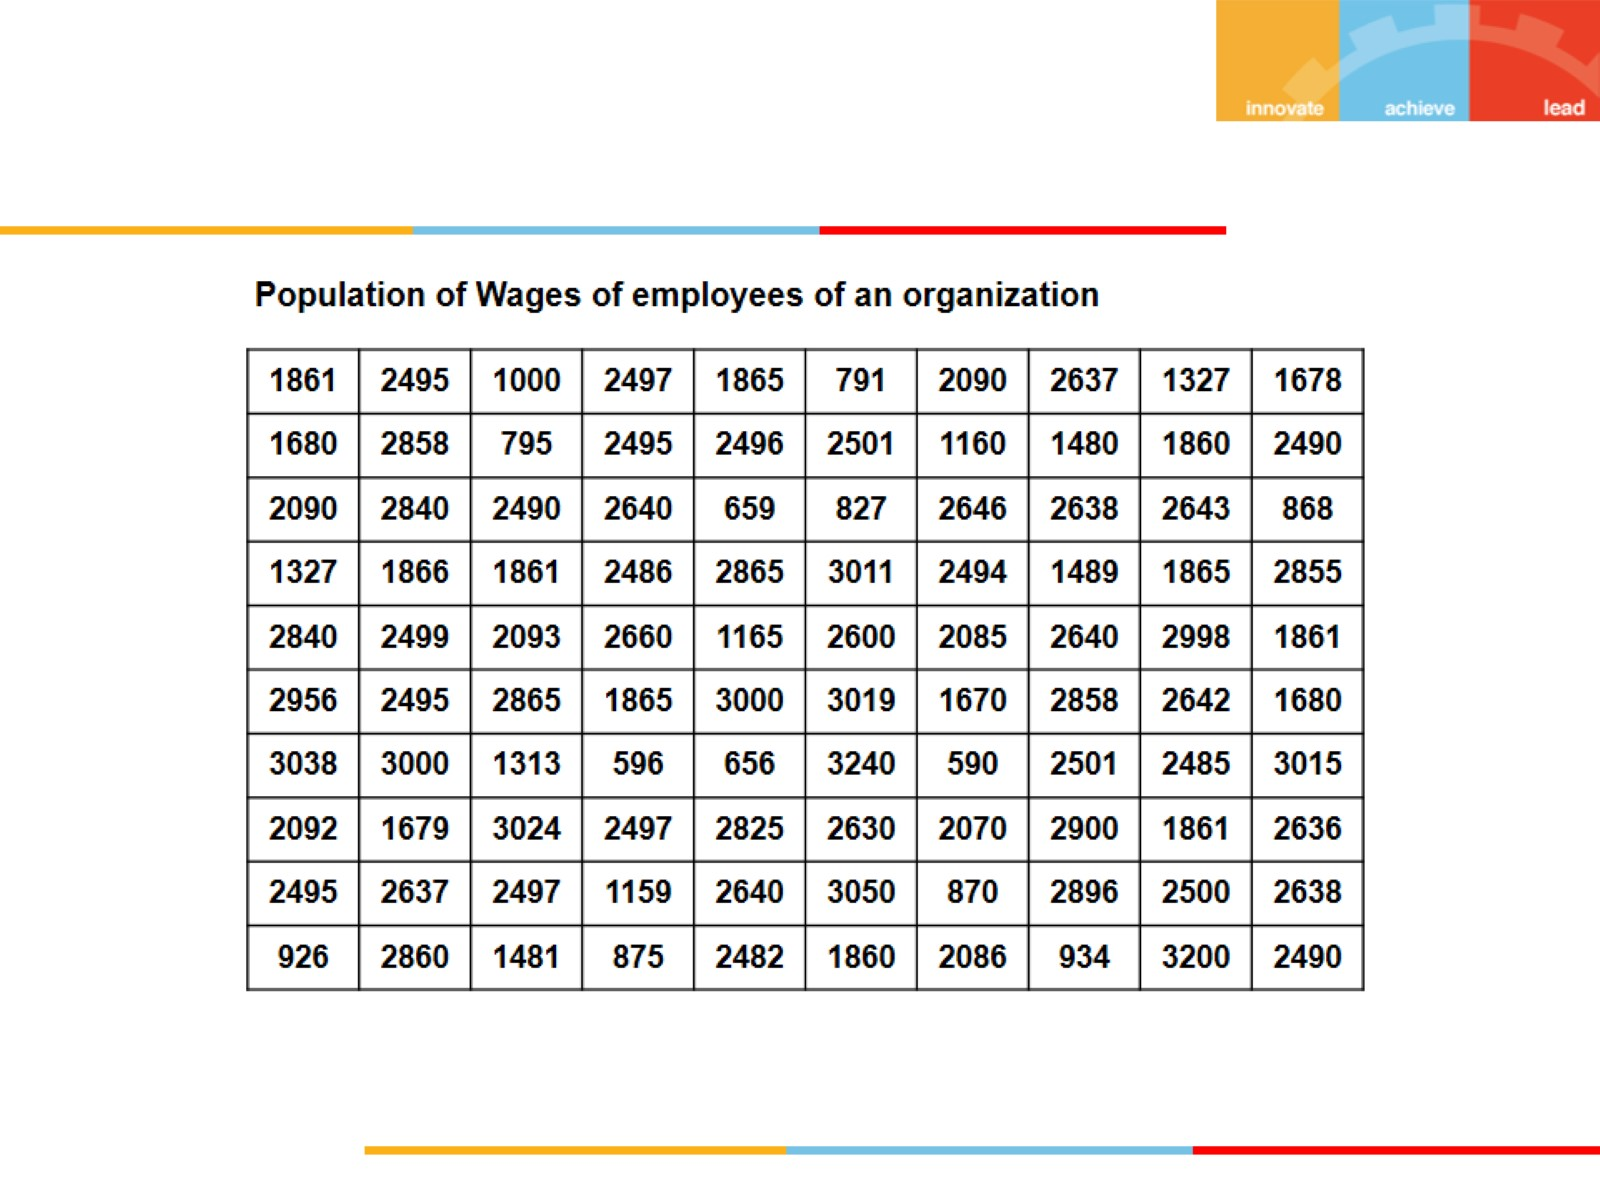 innovate achieve lead
Population of Wages of employees of an organization
1861 2495 1000 2497 1865 791 2090 2637 1327 1678
1680 2858 795 2495 2496 2501 1160 1480 1860 2490
2090 2840 2490 2640 659 827 2646 2638 2643 868
1327 1866 1861 2486 2865 3011 2494 1489 1865 2855
2840 2499 2093 2660 1165 2600 2085 2640 2998 1861
2956 2495 2865 1865 3000 3019 1670 2858 2642 1680
3038 3000 1313 596 656 3240 590 2501 2485 3015
2092 1679 3024 2497 2825 2630 2070 2900 1861 2636
2495 2637 2497 1159 2640 3050 870 2896 2500 2638
926 2860 1481 875 2482 1860 2086 934 3200 2490